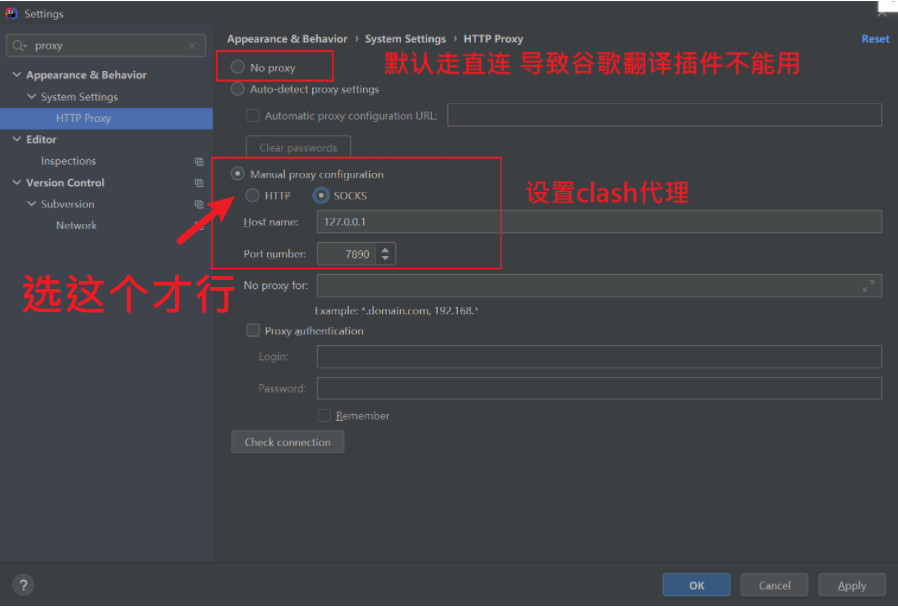 Settings
proxy
Appearance & Behavior
System Settings
HTTP Proxy
Editor
Inspections
Version Control
Subversion
Network
Appearance & Behavior › System Settings › HTTP Proxy
Reset
No proxy
默认走直连 导致谷歌翻译插件不能用
Auto-detect proxy settings
Automatic proxy configuration URL:
Clear passwords
Manual proxy configuration
HTTP SOCKS
设置clash代理
Host name: 127.0.0.1
Port number: 7890
选这个才行
No proxy for:
Example: *.domain.com, 192.168.*
Proxy authentication
Login:
Password:
Remember
Check connection
?
OK Cancel Apply